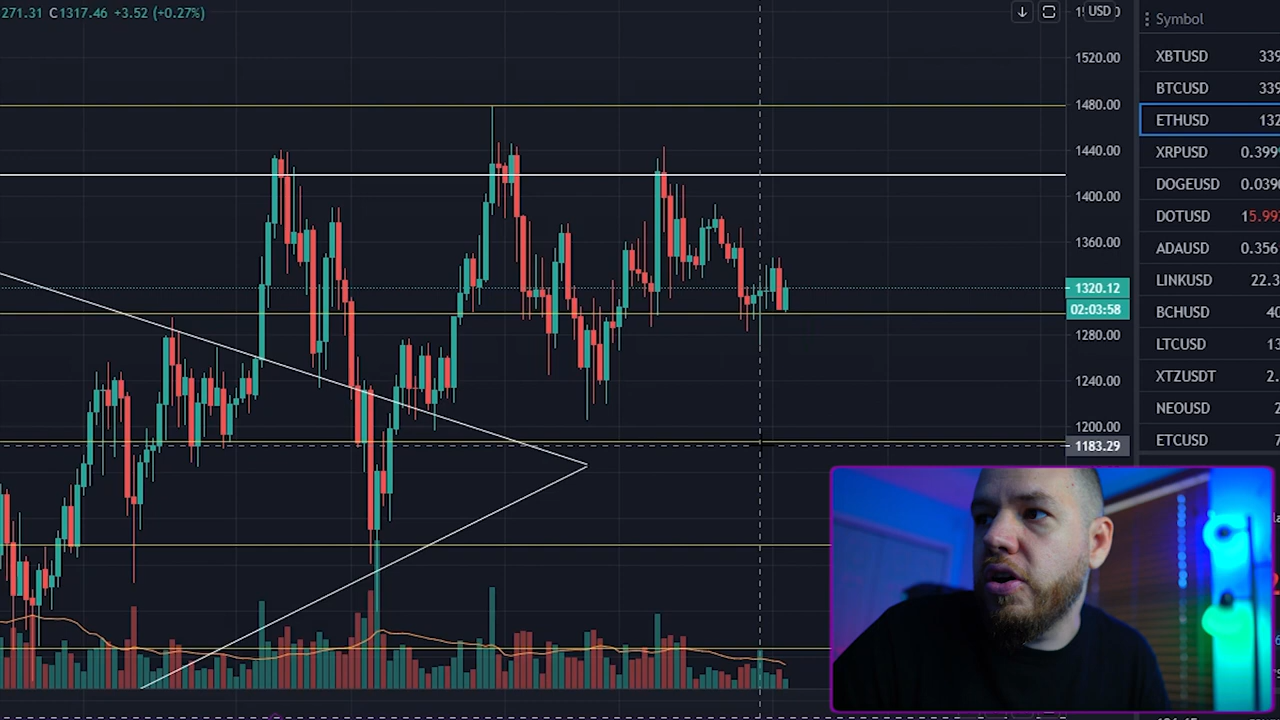 271.31 C1317.46 +3.52 (+0.27%)
USD
1520.00
1480.00
1440.00
1400.00
1360.00
1320.12
02:03:58
1280.00
1240.00
1200.00
1183.29
Symbol
XBTUSD 339
BTCUSD 339
ETHUSD 132
XRPUSD 0.399
DOGEUSD 0.039
DOTUSD 15.99
ADAUSD 0.356
LINKUSD 22.3
BCHUSD 40
LTCUSD 13
XTZUSDT 2.
NEOUSD 2
ETCUSD 7